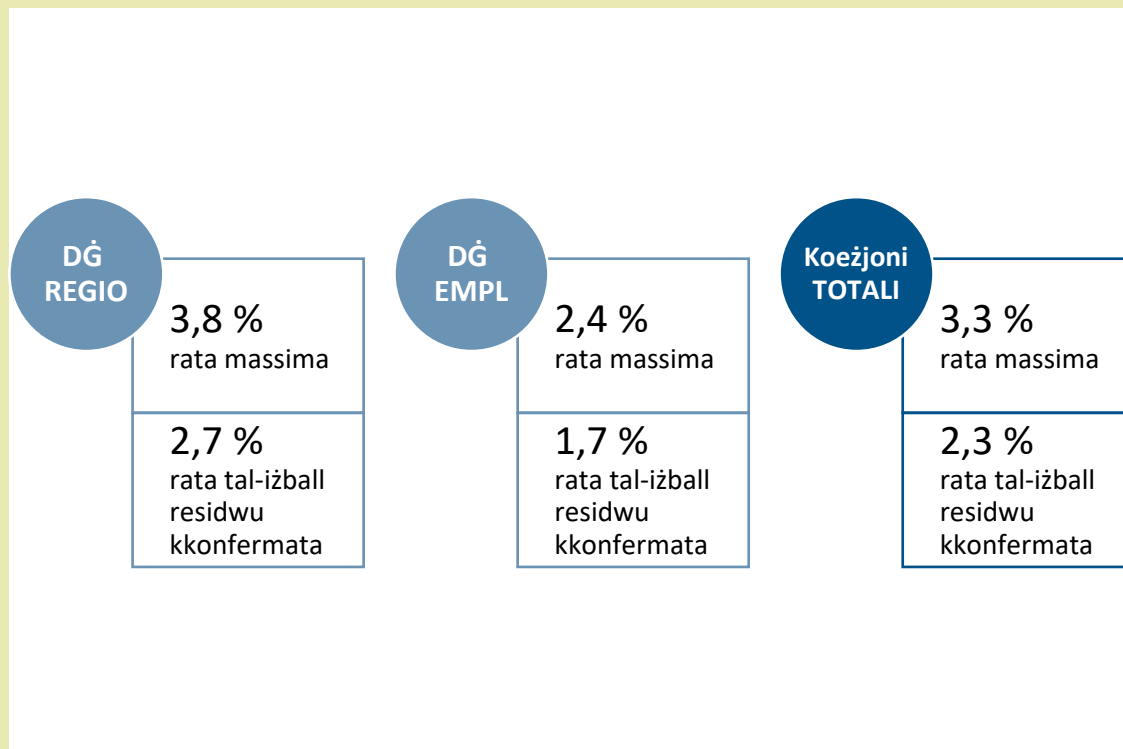 DĠ
REGIO
3,8 %
rata massima
2,7 %
rata tal-iżball
residwu
kkonfermata
DĠ
EMPL
2,4 %
rata massima
1,7 %
rata tal-iżball
residwu
kkonfermata
Koeżjoni
TOTALI
3,3 %
rata massima
2,3 %
rata tal-iżball
residwu
kkonfermata